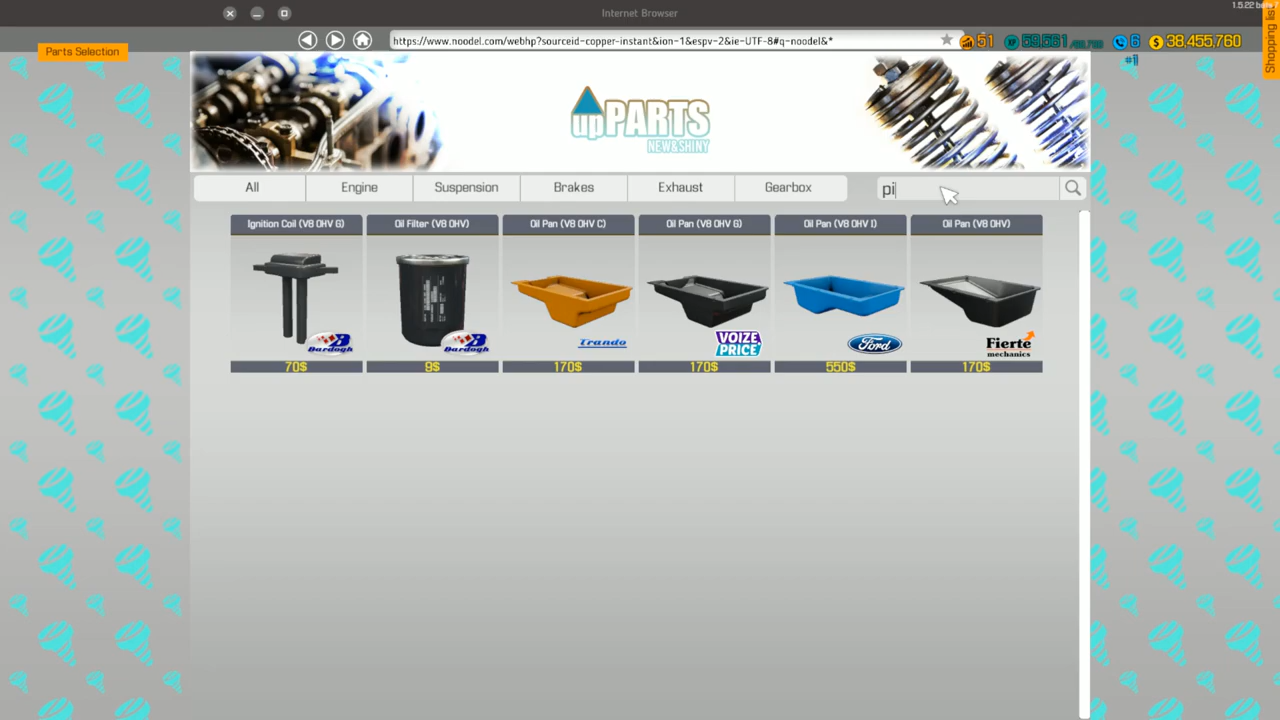 1.5.22 beta /
Internet Browser
https://www.noodel.com/webhp?sourceid-copper-instant&ion-1&espv-2&ie-UTF-8#q-noodel&*
51
6
38,455,760
#1
Parts Selection
Shopping list
upPARTS
NEW&SHINY
All
Engine
Suspension
Brakes
Exhaust
Gearbox
pi
Ignition Coil (V8 OHV G)
Oil Filter (V8 OHV)
Oil Pan (V8 OHV C)
Oil Pan (V8 OHV G)
Oil Pan (V8 OHV I)
Oil Pan (V8 OHV)
Bardogh
Bardogh
Trando
VOIZE PRICE
Ford
Fierté mechanics
70$
9$
170$
170$
550$
170$